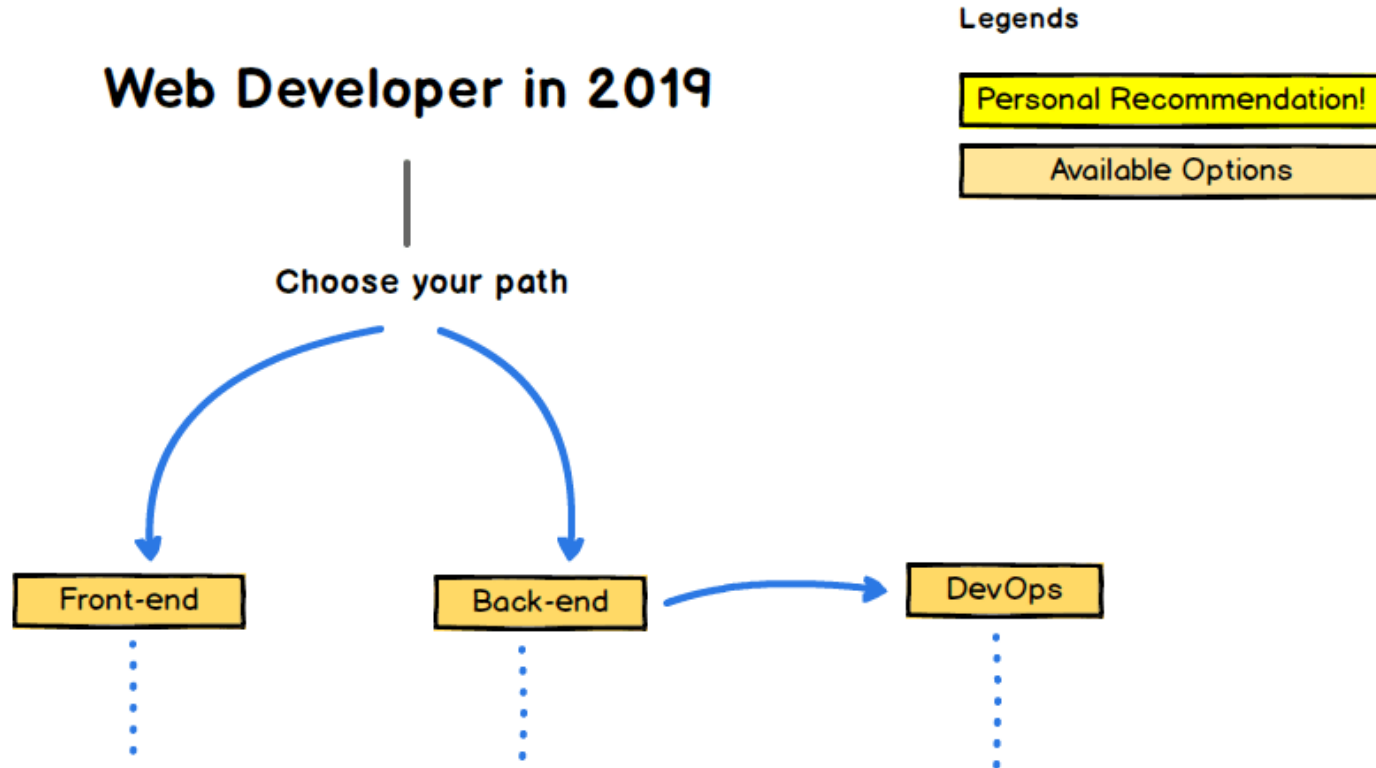 Legends
Web Developer in 2019
Personal Recommendation!
Available Options
Choose your path
Front-end
Back-end
DevOps